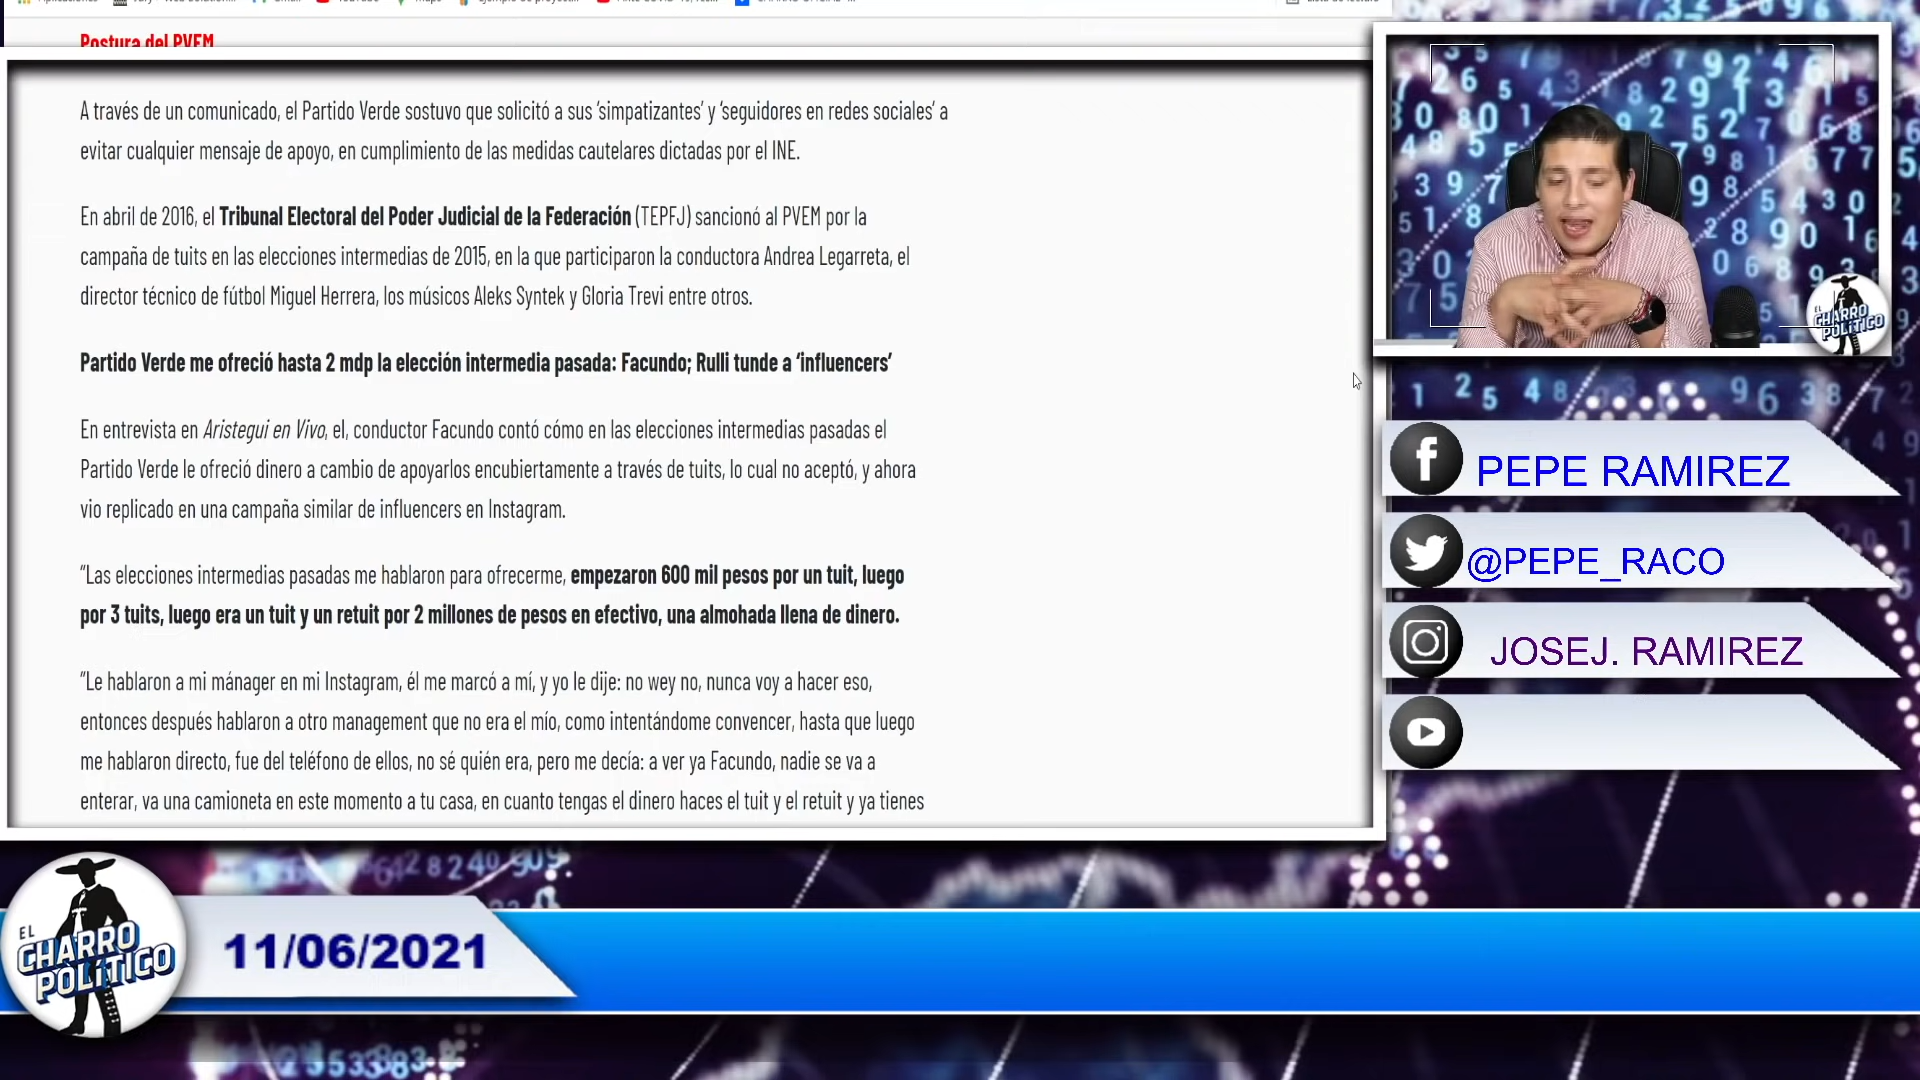 Postura del PVEM
A través de un comunicado, el Partido Verde sostuvo que solicitó a sus ‘simpatizantes’ y ‘seguidores en redes sociales’ a
evitar cualquier mensaje de apoyo, en cumplimiento de las medidas cautelares dictadas por el INE.
En abril de 2016, el Tribunal Electoral del Poder Judicial de la Federación (TEPFJ) sancionó al PVEM por la
campaña de tuits en las elecciones intermedias de 2015, en la que participaron la conductora Andrea Legarreta, el
director técnico de fútbol Miguel Herrera, los músicos Aleks Syntek y Gloria Trevi entre otros.
Partido Verde me ofreció hasta 2 mdp la elección intermedia pasada: Facundo; Rulli tunde a ‘influencers’
En entrevista en Aristegui en Vivo, el, conductor Facundo contó cómo en las elecciones intermedias pasadas el
Partido Verde le ofreció dinero a cambio de apoyarlos encubiertamente a través de tuits, lo cual no aceptó, y ahora
vio replicado en una campaña similar de influencers en Instagram.
“Las elecciones intermedias pasadas me hablaron para ofrecerme, empezaron 600 mil pesos por un tuit, luego
por 3 tuits, luego era un tuit y un retuit por 2 millones de pesos en efectivo, una almohada llena de dinero.
“Le hablaron a mi mánager en mi Instagram, él me marcó a mí, y yo le dije: no wey no, nunca voy a hacer eso,
entonces después hablaron a otro management que no era el mío, como intentándome convencer, hasta que luego
me hablaron directo, fue del teléfono de ellos, no sé quién era, pero me decía: a ver ya Facundo, nadie se va a
enterar, va una camioneta en este momento a tu casa, en cuanto tengas el dinero haces el tuit y el retuit y ya tienes
CHARRO
POLÍTICO
PEPE RAMIREZ
@PEPE_RACO
JOSEJ. RAMIREZ
EL
CHARRO
POLÍTICO
11/06/2021